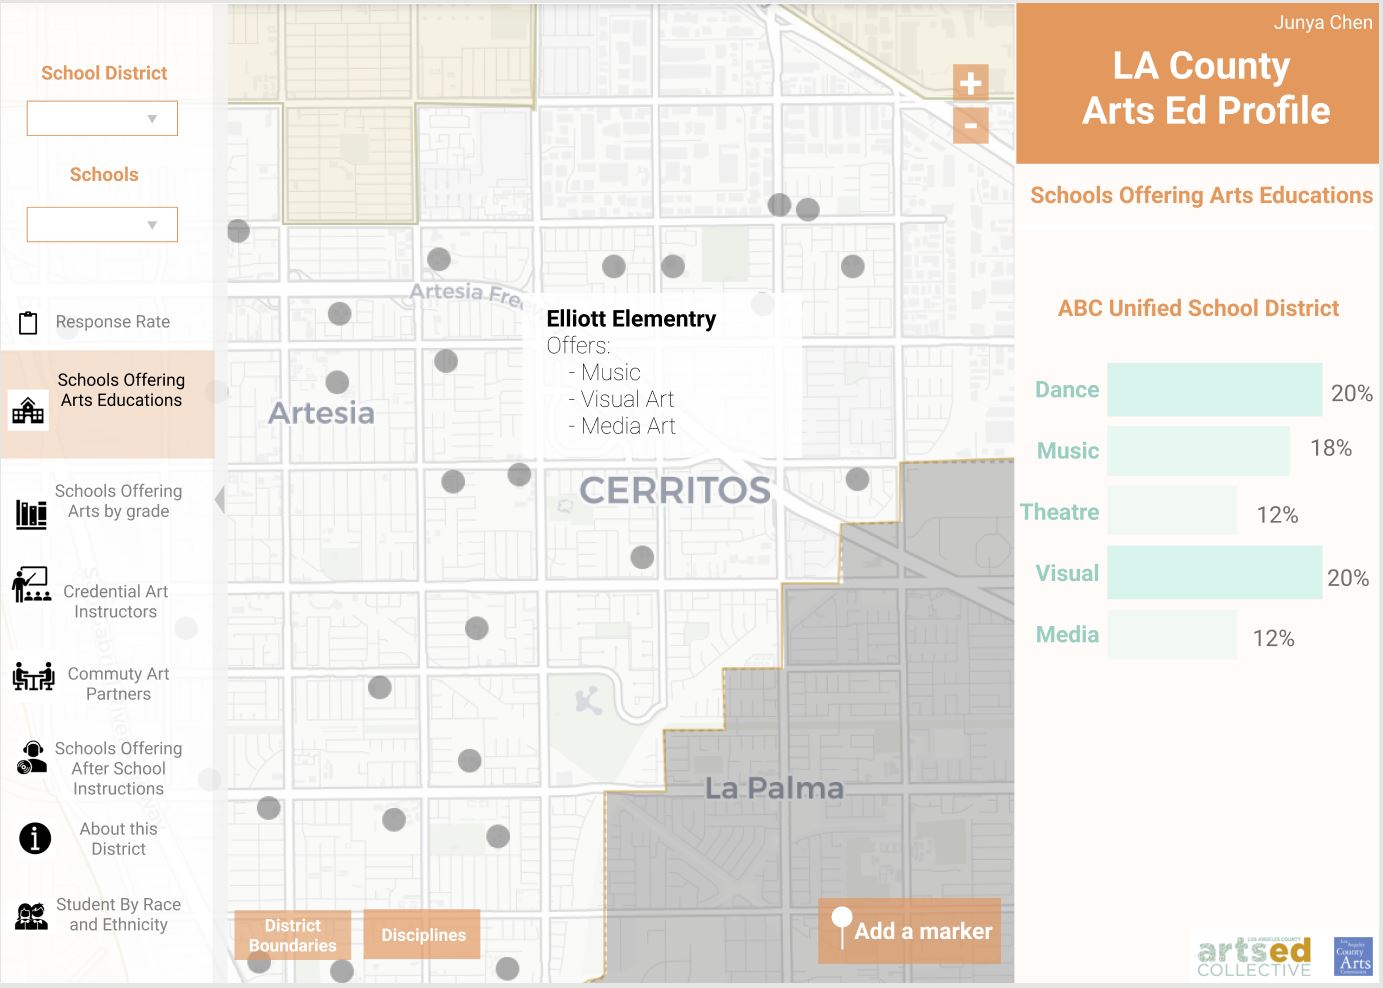 School District
Schools
Response Rate
Schools Offering
Arts Educations
Schools Offering
Arts by grade
Credential Art
Instructors
Commuty Art
Partners
Schools Offering
After School
Instructions
About this
District
Student By Race
and Ethnicity
Artesia Free
Elliott Elementry
Offers:
- Music
- Visual Art
- Media Art
Artesia
CERRITOS
La Palma
+
-
District
Boundaries
Disciplines
Add a marker
Junya Chen
LA County
Arts Ed Profile
Schools Offering Arts Educations
ABC Unified School District
Dance 20%
Music 18%
Theatre 12%
Visual 20%
Media 12%
LOS ANGELES COUNTY
artsed
COLLECTIVE
Los Angeles
County
Arts